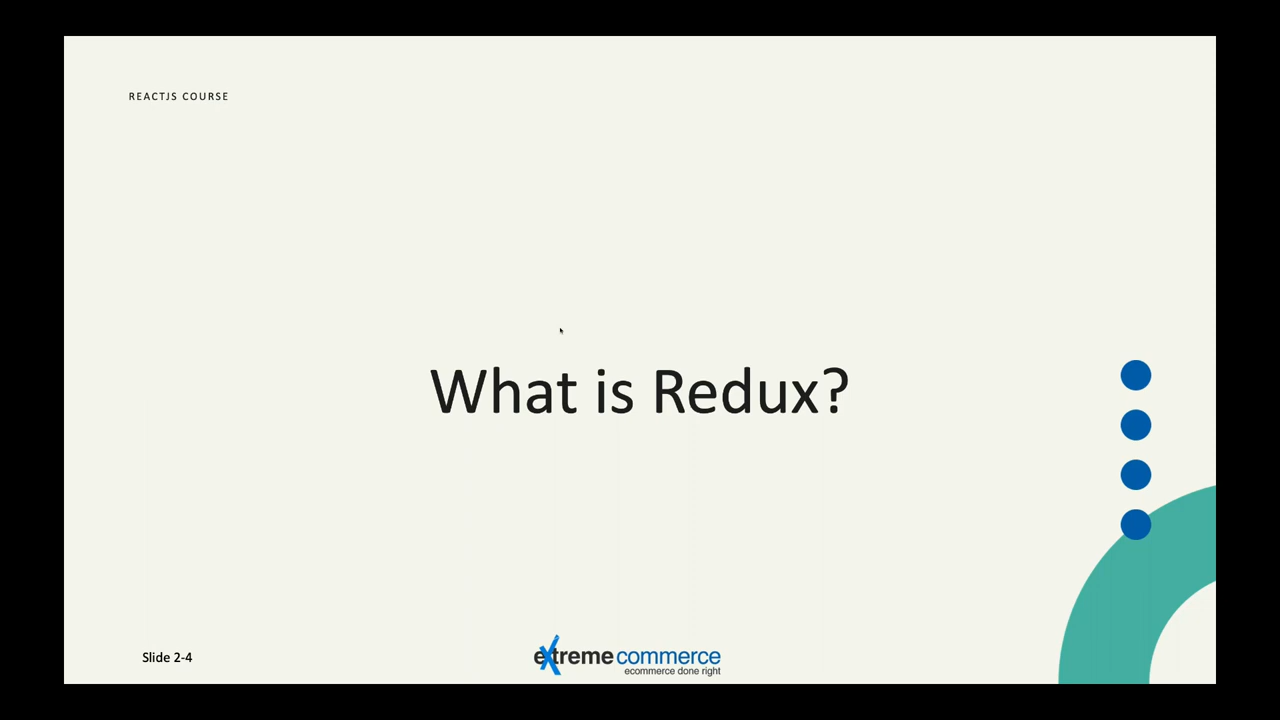 REACTJS COURSE
What is Redux?
Slide 2-4
extreme commerce
ecommerce done right